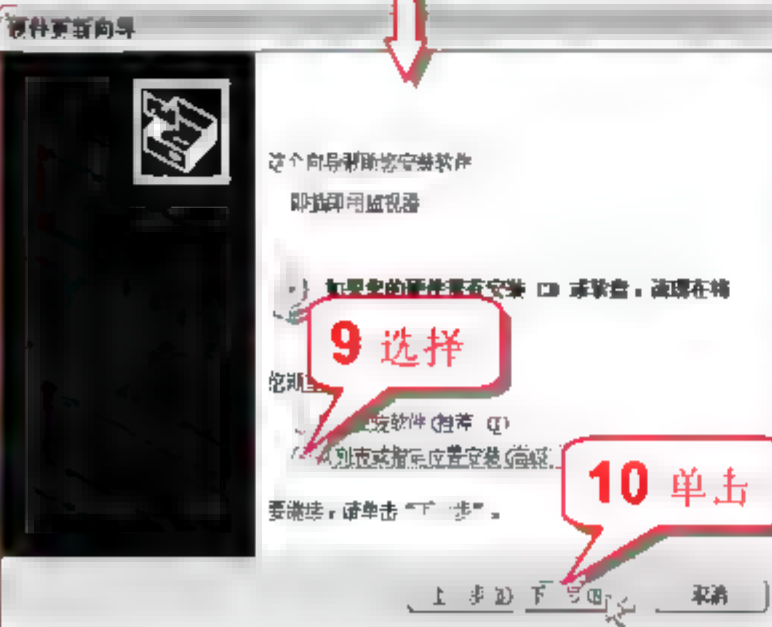 硬件更新向导
这个向导帮助您安装软件
即插即用监视器
如果您的硬件带有安装 CD 或软盘，请现在将
9 选择
安装软件(推荐)(I)
从列表或指定位置安装(高级
10 单击
要继续，请单击“下一步”。
上一步(B)
下一步(N)
取消